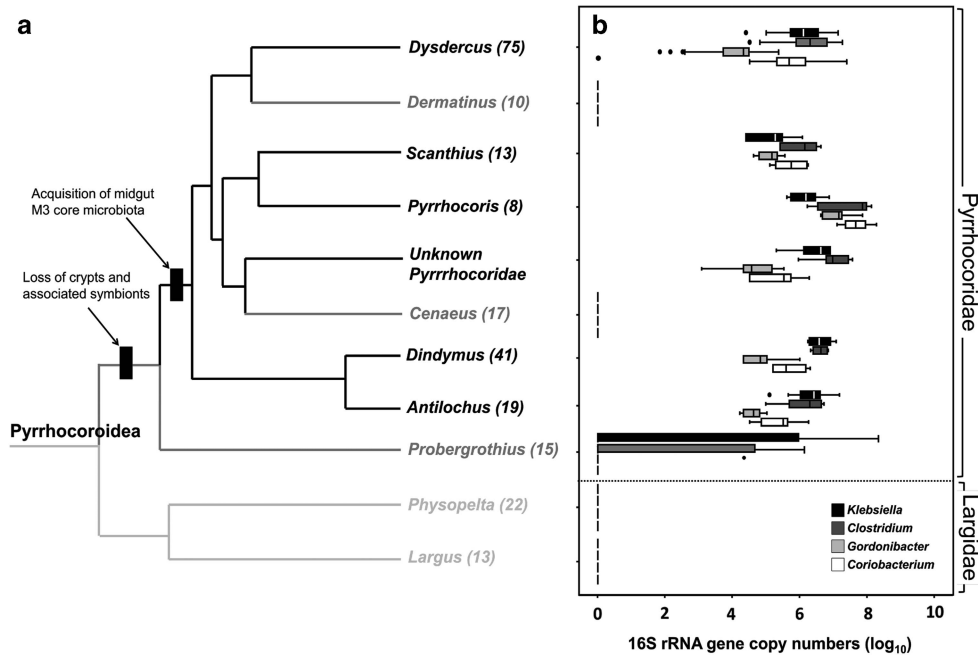 a
Dysdercus (75)
Dermatinus (10)
Scanthius (13)
Acquisition of midgut
M3 core microbiota
Pyrrhocoris (8)
Loss of crypts and
associated symbionts
Unknown
Pyrrrhocoridae
Cenaeus (17)
Dindymus (41)
Antilochus (19)
Pyrrhocoroidea
Probergrothius (15)
Physopelta (22)
Largus (13)
b
Klebsiella
Clostridium
Gordonibacter
Coriobacterium
0 2 4 6 8 10
16S rRNA gene copy numbers (log10)
Pyrrhocoridae
Largidae